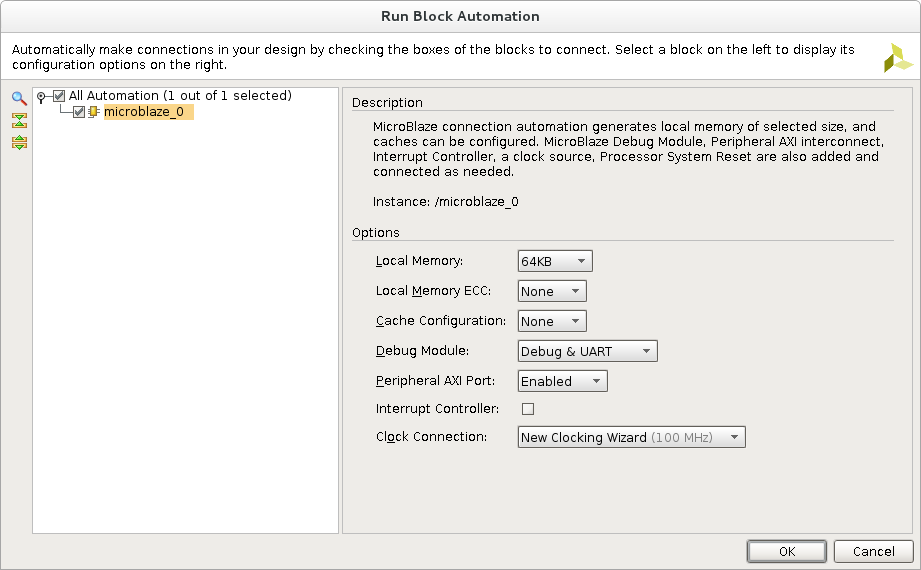 Run Block Automation
Automatically make connections in your design by checking the boxes of the blocks to connect. Select a block on the left to display its
configuration options on the right.
All Automation (1 out of 1 selected)
microblaze_0
Description
MicroBlaze connection automation generates local memory of selected size, and
caches can be configured. MicroBlaze Debug Module, Peripheral AXI interconnect,
Interrupt Controller, a clock source, Processor System Reset are also added and
connected as needed.
Instance: /microblaze_0
Options
Local Memory: 64KB
Local Memory ECC: None
Cache Configuration: None
Debug Module: Debug & UART
Peripheral AXI Port: Enabled
Interrupt Controller:
Clock Connection: New Clocking Wizard (100 MHz)
OK Cancel